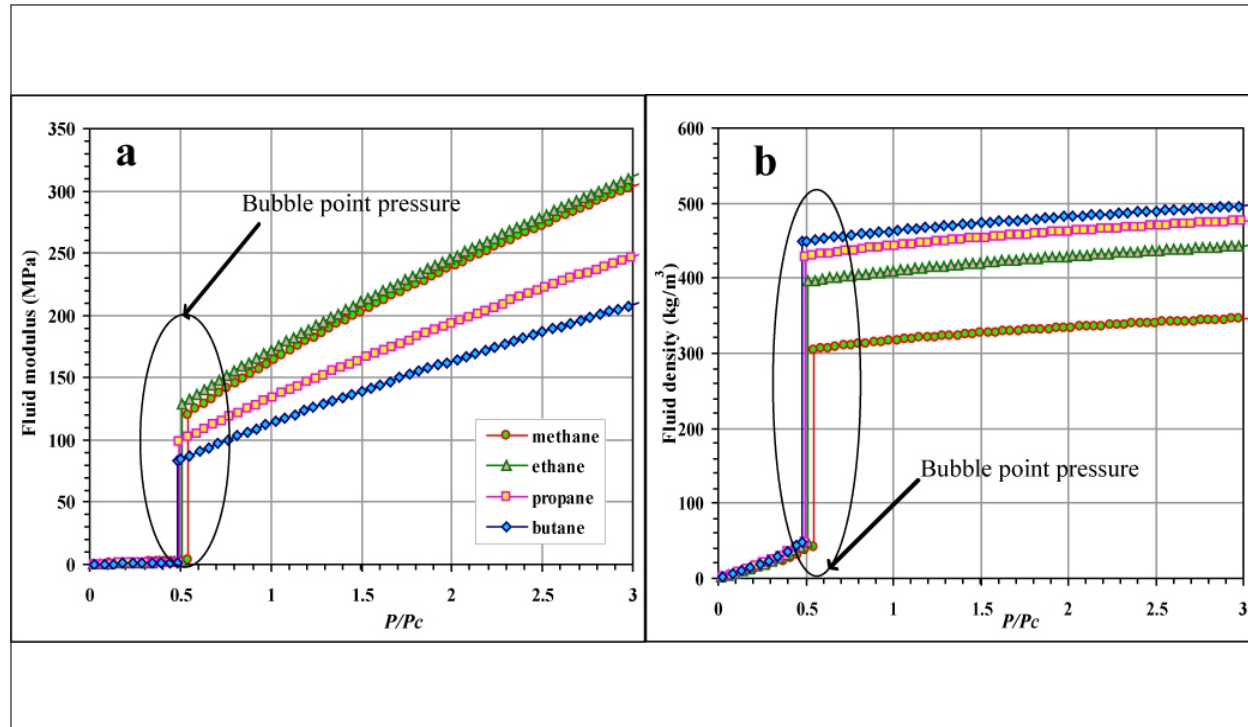 a
Bubble point pressure
Fluid modulus (MPa)
350
300
250
200
150
100
50
0
0
0.5
1
1.5
2
2.5
3
P/Pc
methane
ethane
propane
butane
b
Bubble point pressure
Fluid density (kg/m³)
600
500
400
300
200
100
0
0
0.5
1
1.5
2
2.5
3
P/Pc